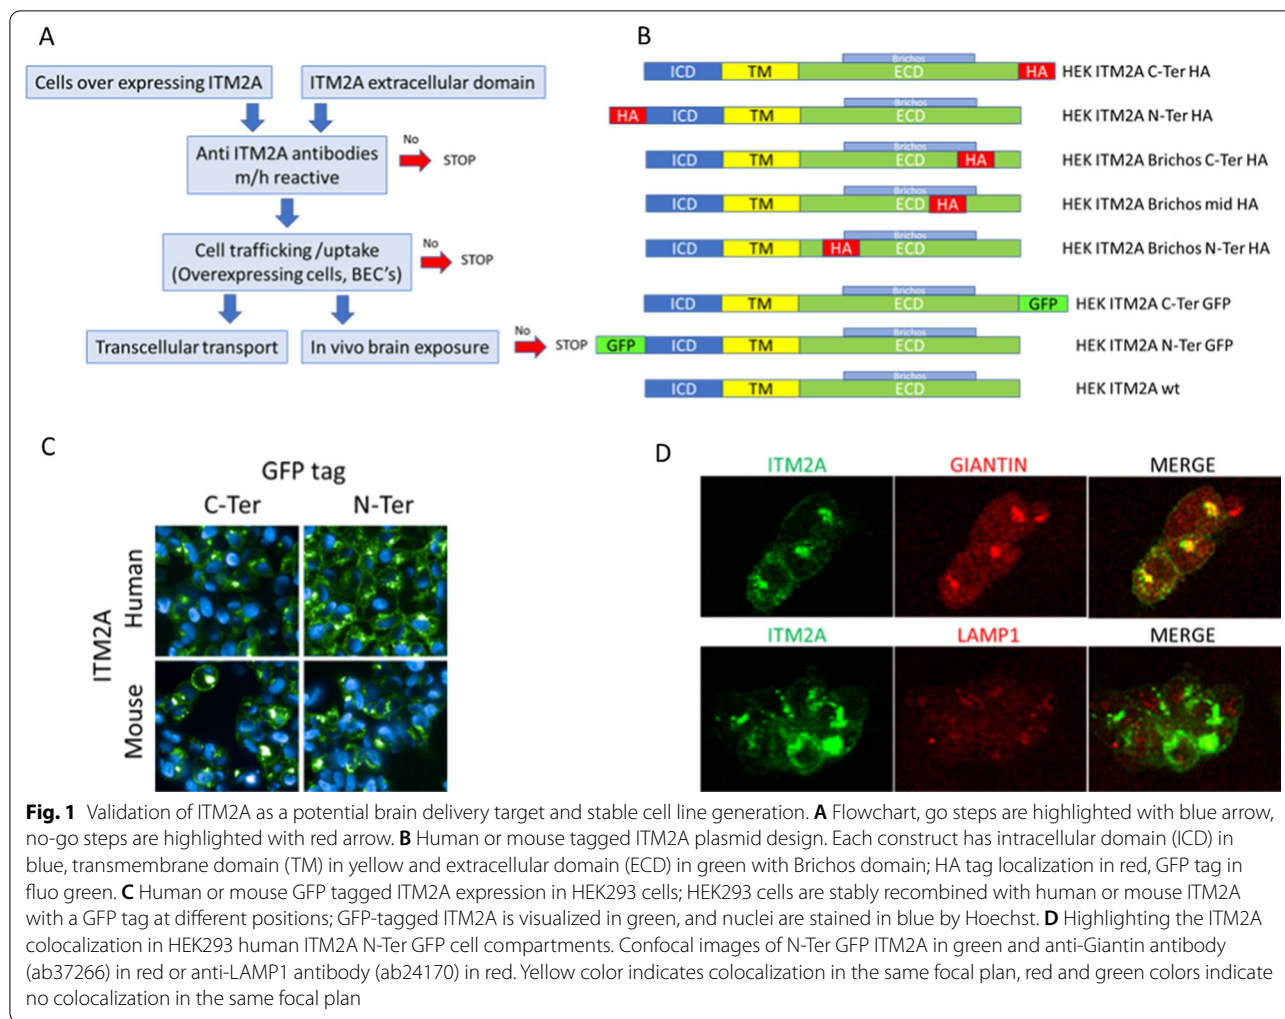 A
Cells over expressing ITM2A
ITM2A extracellular domain
Anti ITM2A antibodies
m/h reactive
No
STOP
Cell trafficking /uptake
(Overexpressing cells, BEC's)
No
STOP
Transcellular transport
In vivo brain exposure
No
STOP
B
Brichos
ICD TM ECD HA HEK ITM2A C-Ter HA
HA ICD TM ECD HEK ITM2A N-Ter HA
Brichos
ICD TM ECD HA HEK ITM2A Brichos C-Ter HA
Brichos
ICD TM ECD HA HEK ITM2A Brichos mid HA
Brichos
ICD TM HA ECD HEK ITM2A Brichos N-Ter HA
Brichos
ICD TM ECD GFP HEK ITM2A C-Ter GFP
Brichos
GFP ICD TM ECD HEK ITM2A N-Ter GFP
Brichos
ICD TM ECD HEK ITM2A wt
Brichos
C
GFP tag
C-Ter N-Ter
ITM2A
Human
Mouse
D
ITM2A GIANTIN MERGE
ITM2A LAMP1 MERGE
Fig. 1 Validation of ITM2A as a potential brain delivery target and stable cell line generation. A Flowchart, go steps are highlighted with blue arrow,
no-go steps are highlighted with red arrow. B Human or mouse tagged ITM2A plasmid design. Each construct has intracellular domain (ICD) in
blue, transmembrane domain (TM) in yellow and extracellular domain (ECD) in green with Brichos domain; HA tag localization in red, GFP tag in
fluo green. C Human or mouse GFP tagged ITM2A expression in HEK293 cells; HEK293 cells are stably recombined with human or mouse ITM2A
with a GFP tag at different positions; GFP-tagged ITM2A is visualized in green, and nuclei are stained in blue by Hoechst. D Highlighting the ITM2A
colocalization in HEK293 human ITM2A N-Ter GFP cell compartments. Confocal images of N-Ter GFP ITM2A in green and anti-Giantin antibody
(ab37266) in red or anti-LAMP1 antibody (ab24170) in red. Yellow color indicates colocalization in the same focal plan, red and green colors indicate
no colocalization in the same focal plan